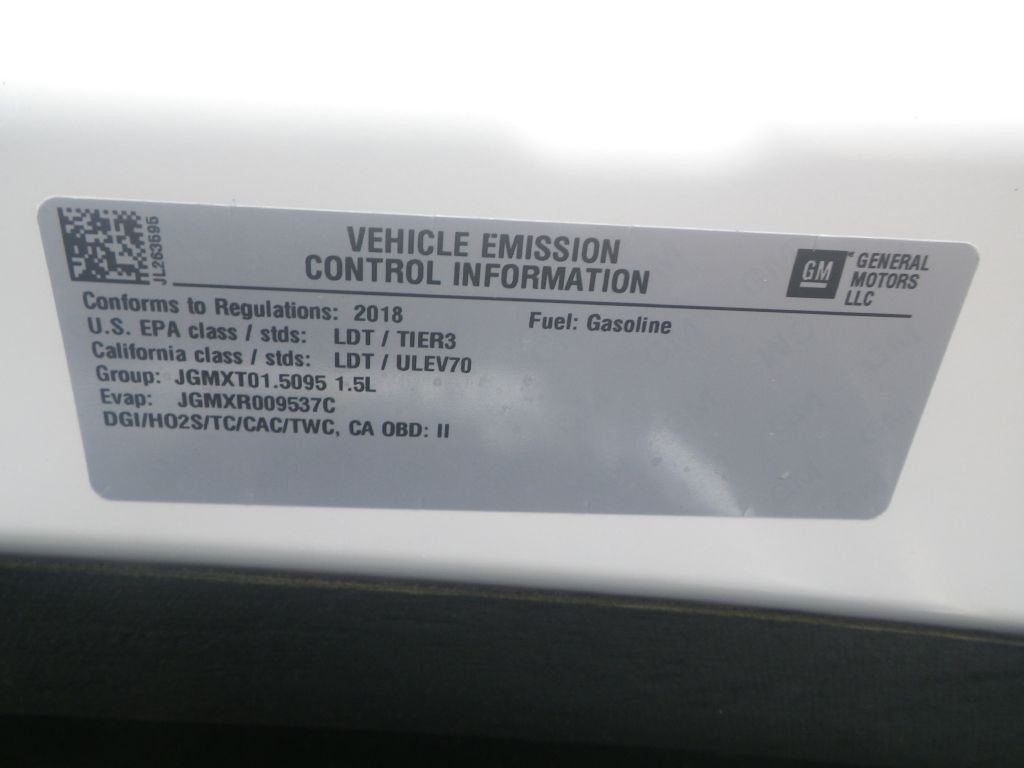 JL263595
VEHICLE EMISSION
CONTROL INFORMATION
GM
GENERAL
MOTORS
LLC
Conforms to Regulations: 2018
Fuel: Gasoline
U.S. EPA class / stds: LDT / TIER3
California class / stds: LDT / ULEV70
Group: JGMXT01.5095 1.5L
Evap: JGMXR009537C
DGI/HO2S/TC/CAC/TWC, CA OBD: II